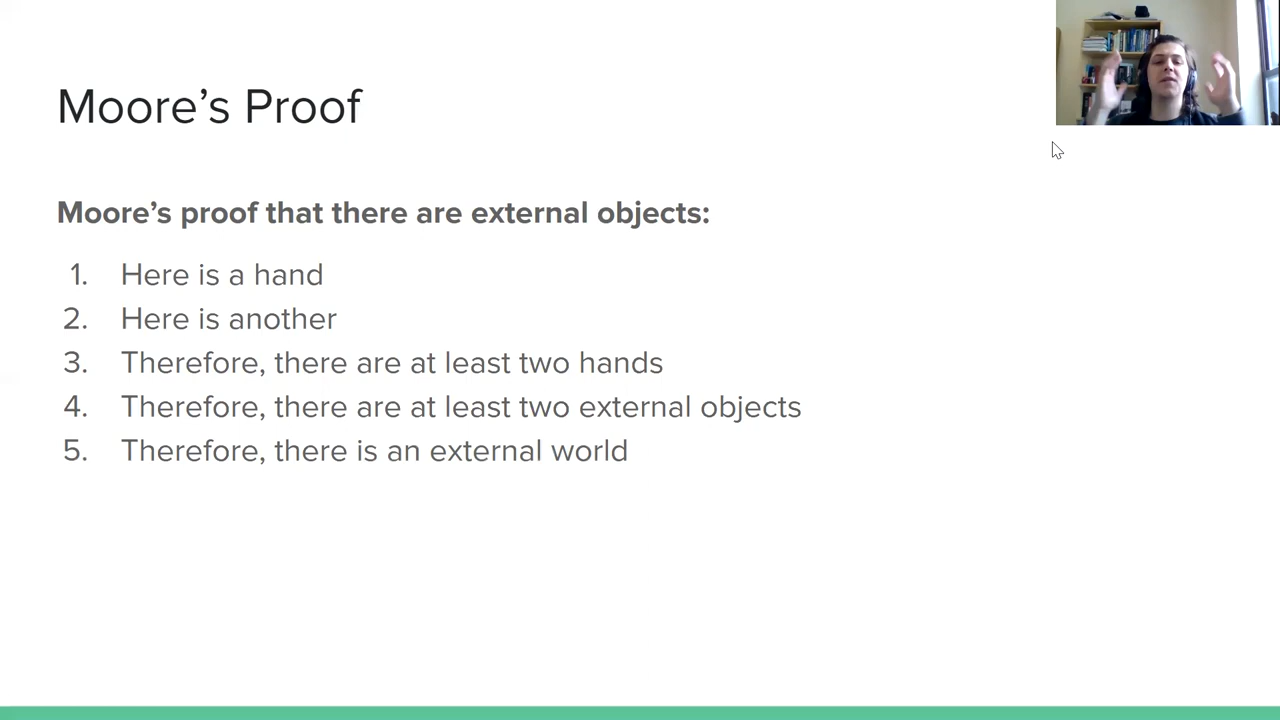 Moore’s Proof
Moore’s proof that there are external objects:
1. Here is a hand
2. Here is another
3. Therefore, there are at least two hands
4. Therefore, there are at least two external objects
5. Therefore, there is an external world